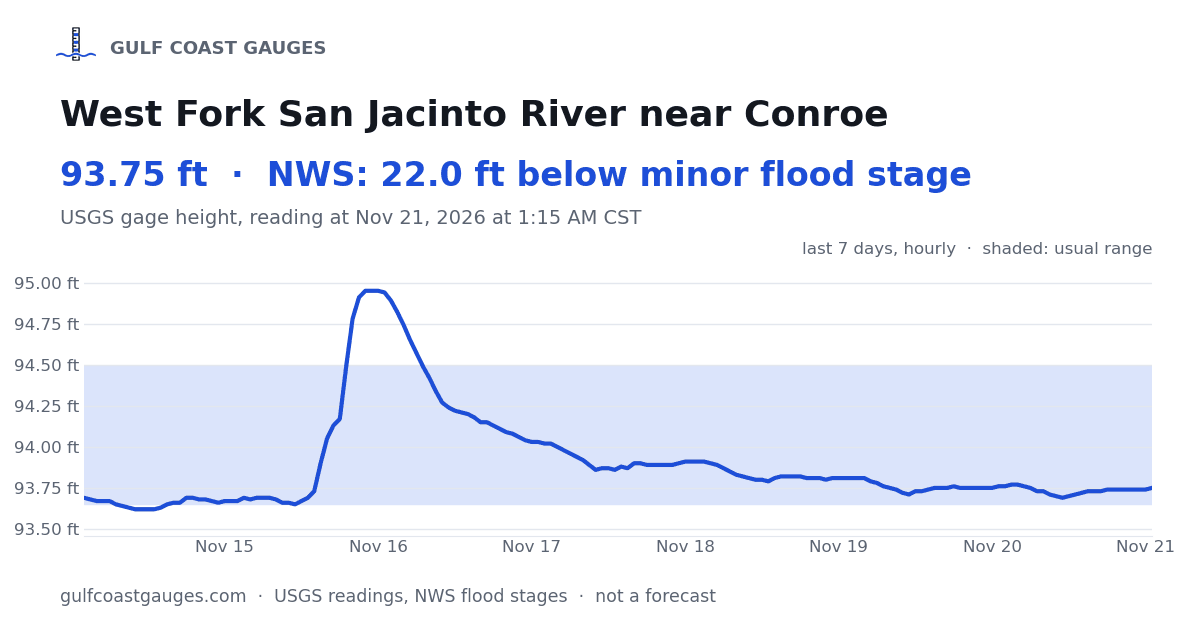 GULF COAST GAUGES
West Fork San Jacinto River near Conroe
93.75 ft · NWS: 22.0 ft below minor flood stage
USGS gage height, reading at Nov 21, 2026 at 1:15 AM CST
last 7 days, hourly · shaded: usual range
95.00 ft
94.75 ft
94.50 ft
94.25 ft
94.00 ft
93.75 ft
93.50 ft
Nov 15 Nov 16 Nov 17 Nov 18 Nov 19 Nov 20 Nov 21
gulfcoastgauges.com · USGS readings, NWS flood stages · not a forecast